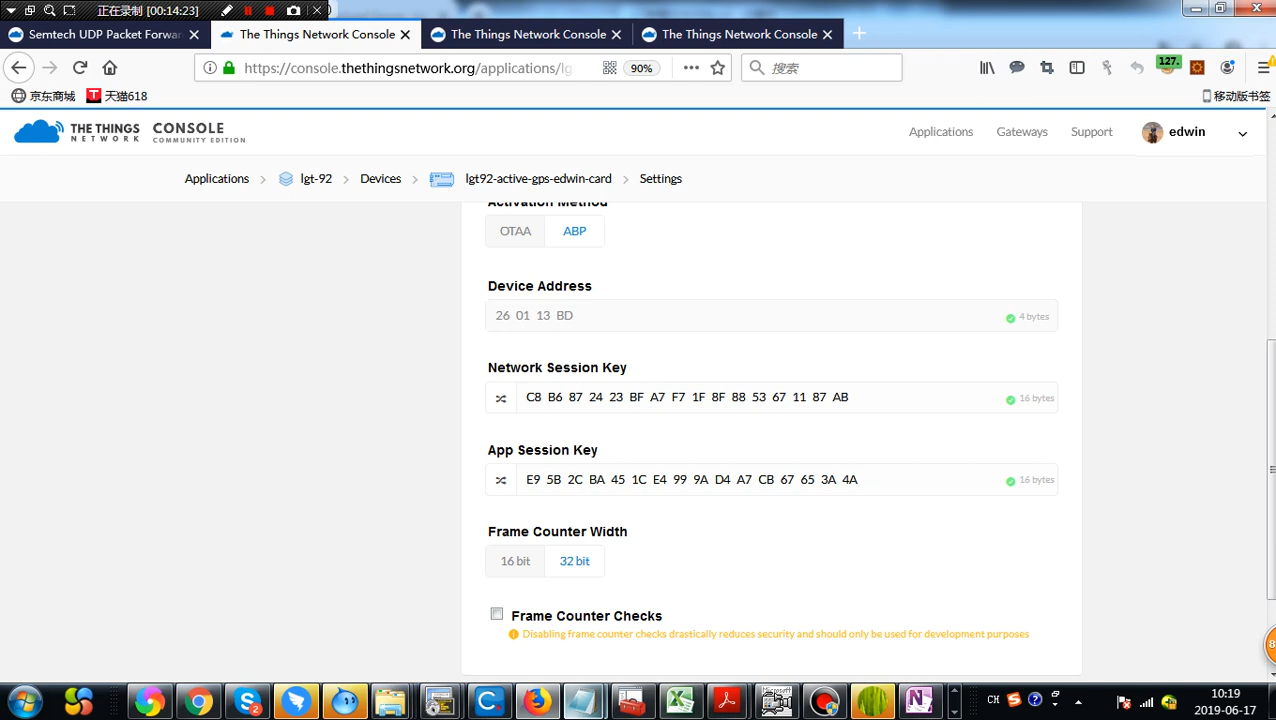 正在录制 [00:14:23]
Semtech UDP Packet Forwar
The Things Network Console
The Things Network Console
The Things Network Console
https://console.thethingsnetwork.org/applications/lg
90%
搜索
127.
京东商城
天猫618
移动版书签
THE THINGS NETWORK
CONSOLE
COMMUNITY EDITION
Applications
Gateways
Support
edwin
Applications
lgt-92
Devices
lgt92-active-gps-edwin-card
Settings
Activation Method
OTAA
ABP
Device Address
26 01 13 BD
4 bytes
Network Session Key
C8 B6 87 24 23 BF A7 F7 1F 8F 88 53 67 11 87 AB
16 bytes
App Session Key
E9 5B 2C BA 45 1C E4 99 9A D4 A7 CB 67 65 3A 4A
16 bytes
Frame Counter Width
16 bit
32 bit
Frame Counter Checks
Disabling frame counter checks drastically reduces security and should only be used for development purposes
CH
10:19
2019-06-17